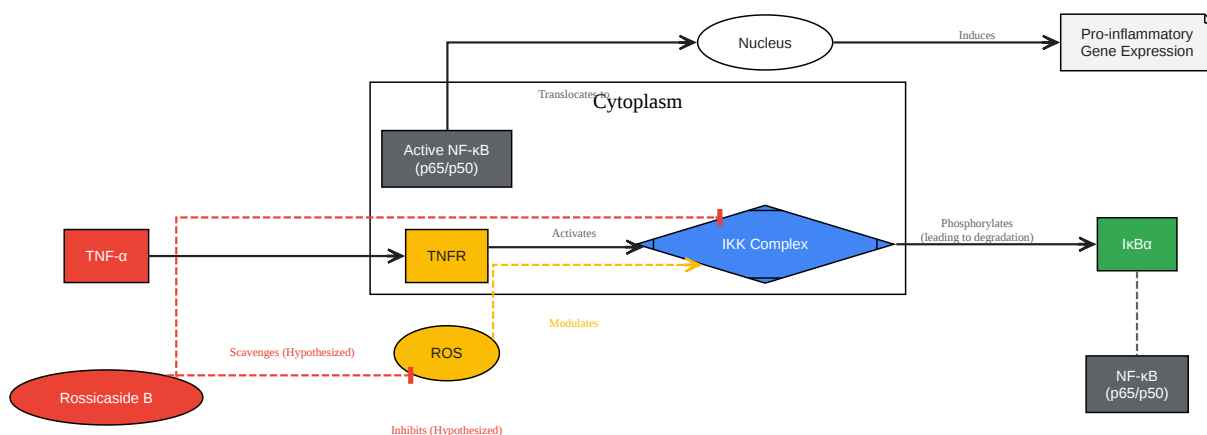 Nucleus
Induces
Pro-inflammatory
Gene Expression
Translocates to
Cytoplasm
Active NF-κB
(p65/p50)
TNF-α
TNFR
Activates
IKK Complex
Phosphorylates
(leading to degradation)
IκBα
Modulates
Scavenges (Hypothesized)
ROS
Rossicaside B
NF-κB
(p65/p50)
Inhibits (Hypothesized)